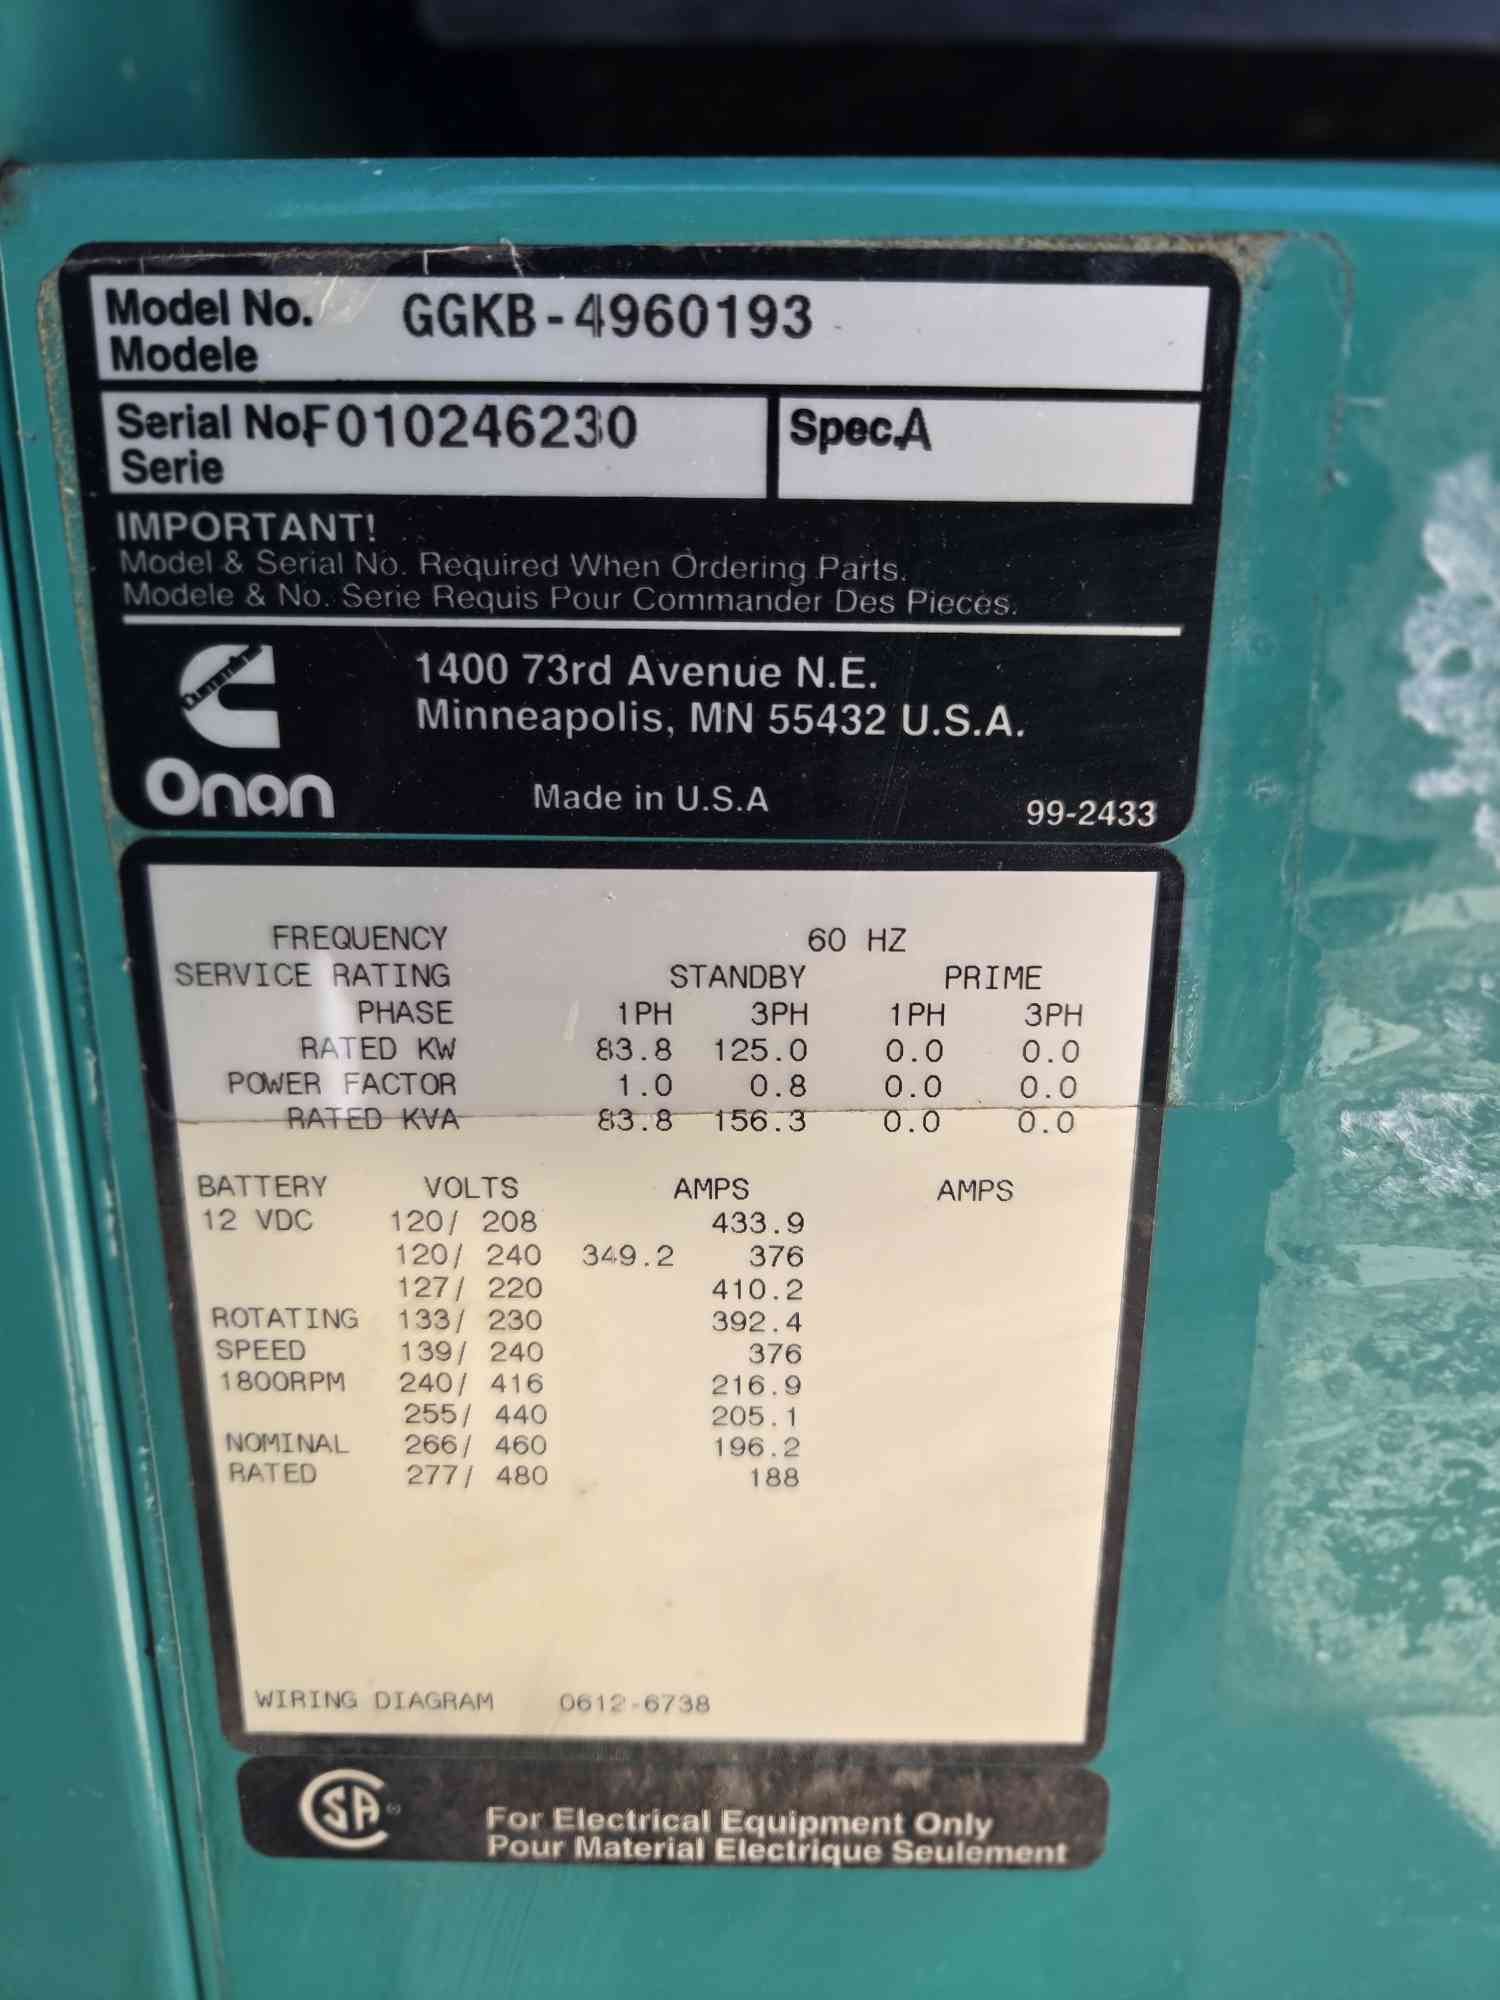 Model No. GGKB-4960193
Modele
Serial No. F010246230
Serie
Spec. A
IMPORTANT!
Model & Serial No. Required When Ordering Parts.
Modele & No. Serie Requis Pour Commander Des Pieces.
Cummins
Onan
1400 73rd Avenue N.E.
Minneapolis, MN 55432 U.S.A.
Made in U.S.A
99-2433
FREQUENCY 60 HZ
SERVICE RATING STANDBY PRIME
PHASE 1PH 3PH 1PH 3PH
RATED KW 83.8 125.0 0.0 0.0
POWER FACTOR 1.0 0.8 0.0 0.0
RATED KVA 83.8 156.3 0.0 0.0
BATTERY VOLTS AMPS AMPS
12 VDC 120/ 208 433.9
120/ 240 349.2 376
127/ 220 410.2
ROTATING 133/ 230 392.4
SPEED 139/ 240 376
1800RPM 240/ 416 216.9
255/ 440 205.1
NOMINAL 266/ 460 196.2
RATED 277/ 480 188
WIRING DIAGRAM 0612-6738
SA ®
For Electrical Equipment Only
Pour Material Electrique Seulement